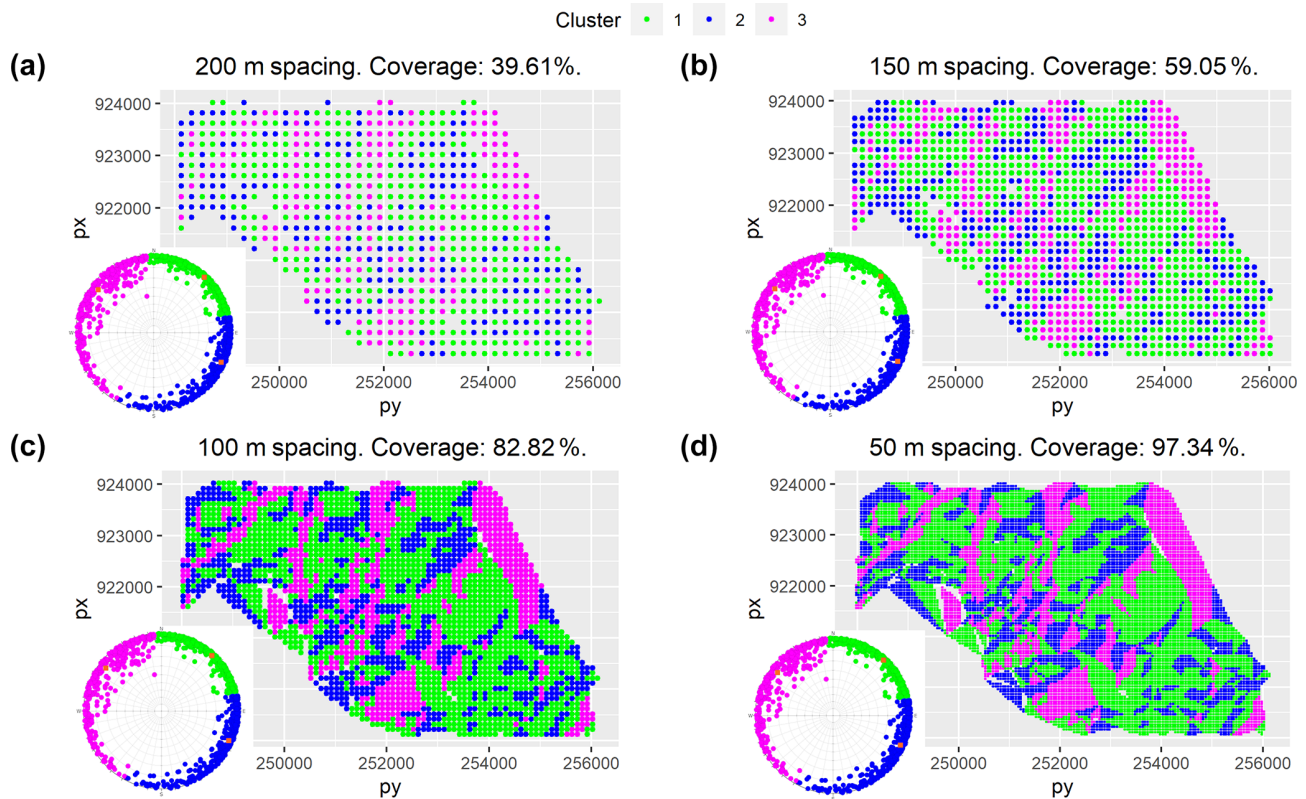 Cluster 1 2 3
(a) 200 m spacing. Coverage: 39.61%.
924000
923000
922000
px
N
E
S
W
250000 252000 254000 256000
py
(b) 150 m spacing. Coverage: 59.05 %.
924000
923000
922000
px
N
E
S
W
250000 252000 254000 256000
py
(c) 100 m spacing. Coverage: 82.82 %.
924000
923000
922000
px
N
E
S
W
250000 252000 254000 256000
py
(d) 50 m spacing. Coverage: 97.34 %.
924000
923000
922000
px
N
E
W
250000 252000 254000 256000
py